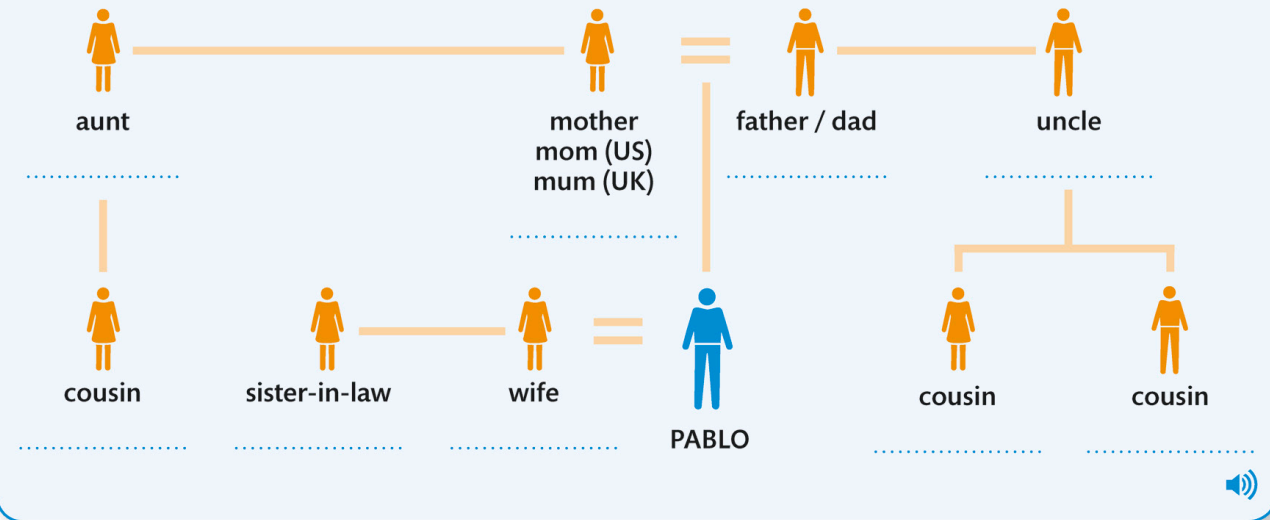 aunt
mother
mom (US)
mum (UK)
father / dad
uncle
cousin
sister-in-law
wife
PABLO
cousin
cousin